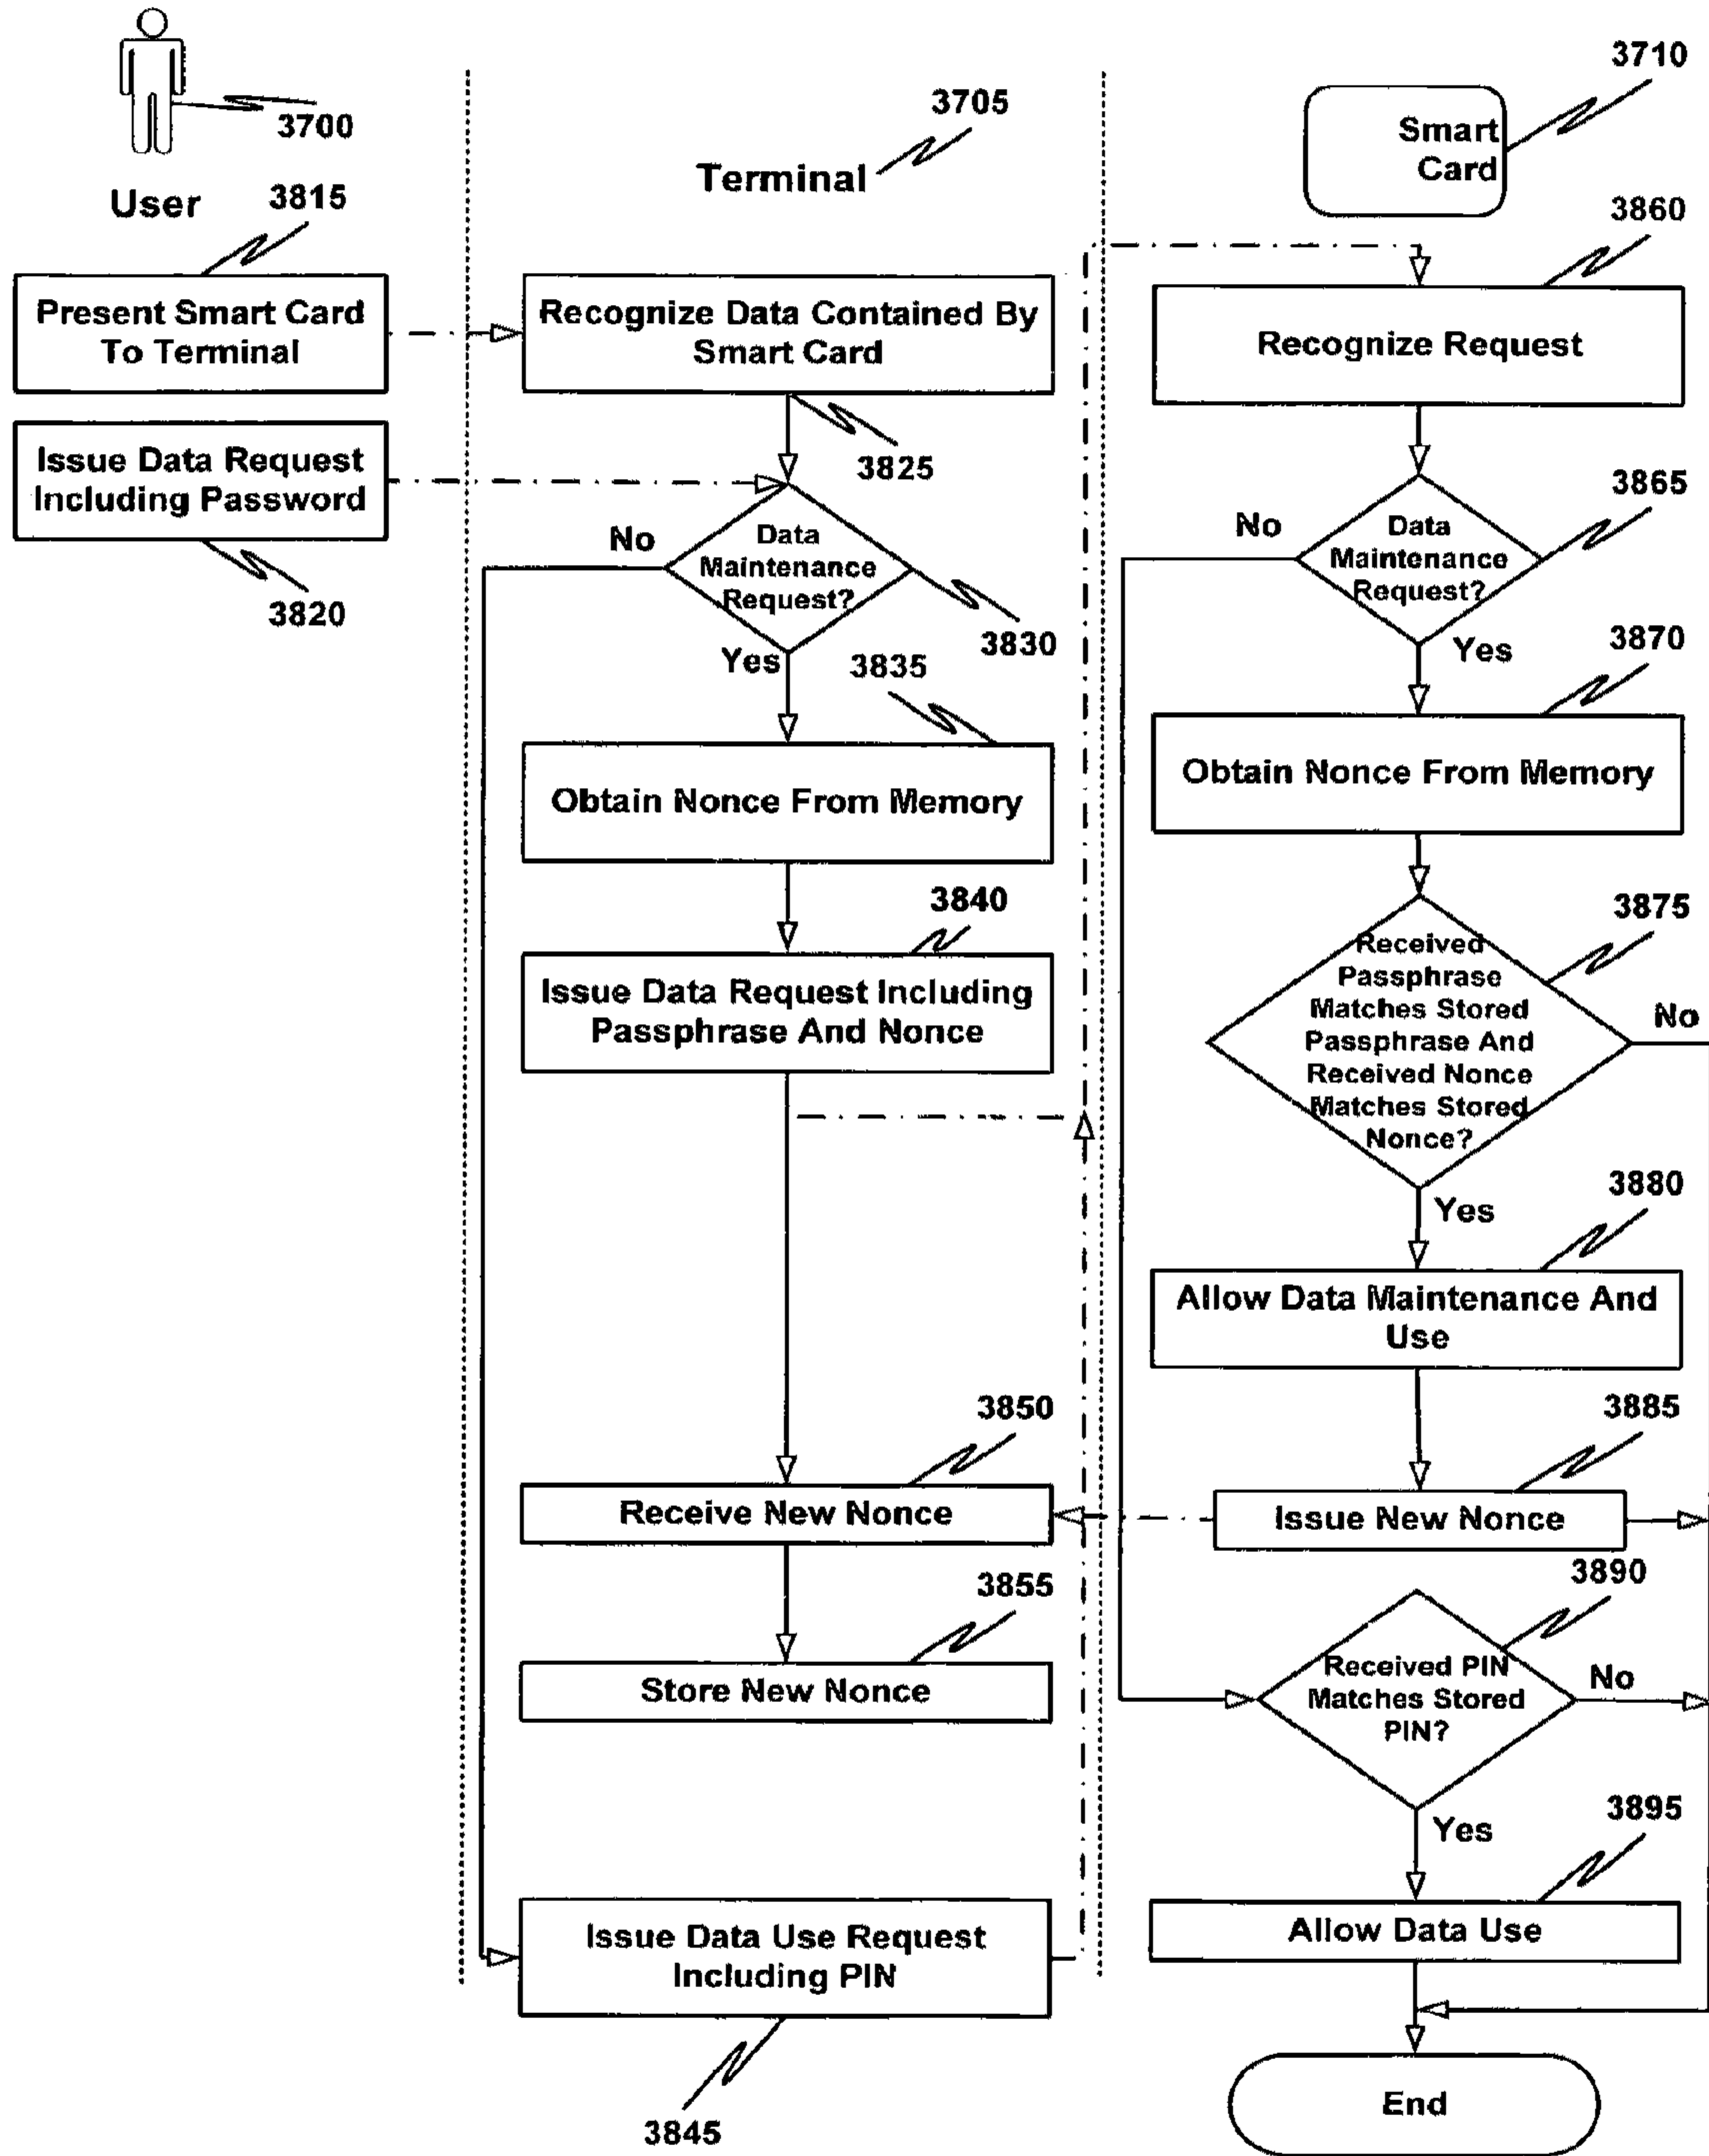 3700
User
3705
Terminal
3710
Smart
Card
3815
Present Smart Card
To Terminal
Issue Data Request
Including Password
3820
Recognize Data Contained By
Smart Card
3825
Data
Maintenance
Request?
No
Yes
3830
3835
Obtain Nonce From Memory
3840
Issue Data Request Including
Passphrase And Nonce
3850
Receive New Nonce
3855
Store New Nonce
Issue Data Use Request
Including PIN
3845
3860
Recognize Request
3865
No
Data
Maintenance
Request?
Yes
3870
Obtain Nonce From Memory
3875
Received
Passphrase
Matches Stored
Passphrase And
Received Nonce
Matches Stored
Nonce?
No
Yes
3880
Allow Data Maintenance And
Use
3885
Issue New Nonce
3890
Received PIN
Matches Stored
PIN?
No
Yes
3895
Allow Data Use
End